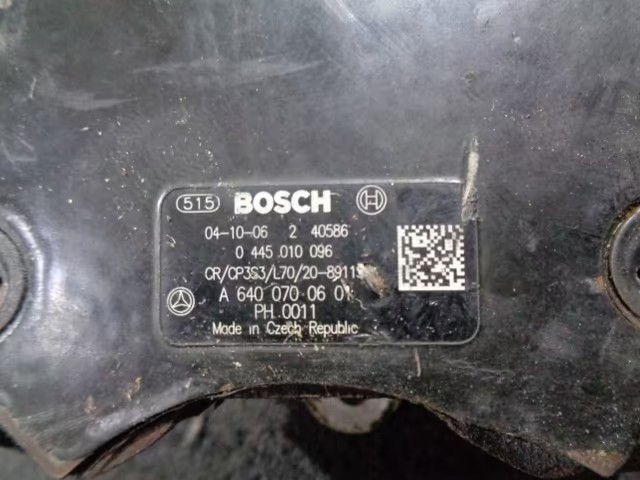 515 BOSCH
04-10-06 2 40586
0 445 010 096
CR/CP3S3/L70/20-8911S
A 640 070 06 01
PH 0011
Made in Czech Republic